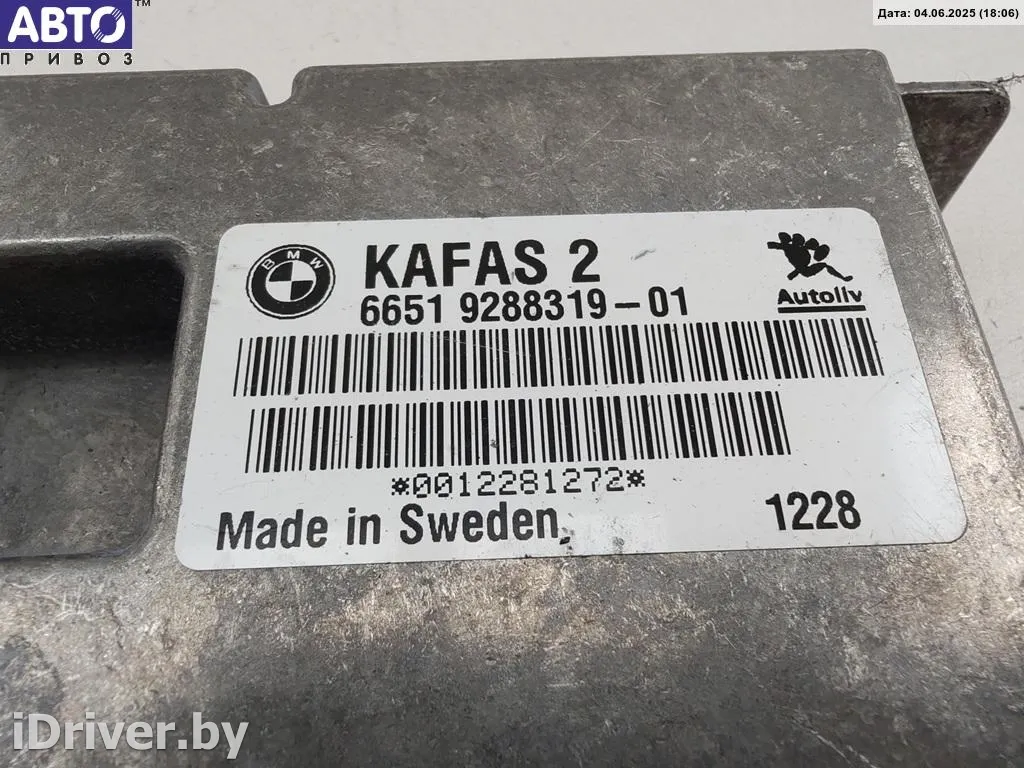 АВТО™
ПРИВОЗ
Дата: 04.06.2025 (18:06)
BMW
KAFAS 2
6651 9288319-01
Autoliv
*0012281272*
Made in Sweden
1228
iDriver.by